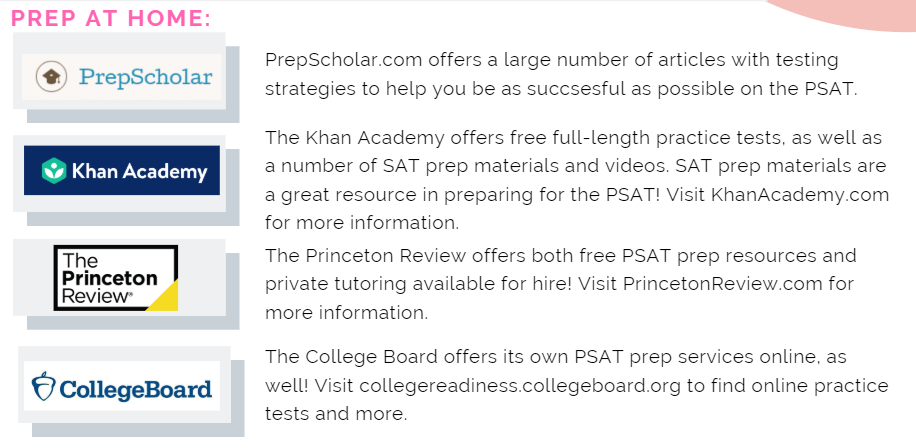 PREP AT HOME:
PrepScholar
PrepScholar.com offers a large number of articles with testing
strategies to help you be as succsesful as possible on the PSAT.
Khan Academy
The Khan Academy offers free full-length practice tests, as well as
a number of SAT prep materials and videos. SAT prep materials are
a great resource in preparing for the PSAT! Visit KhanAcademy.com
for more information.
The
Princeton
Review®
The Princeton Review offers both free PSAT prep resources and
private tutoring available for hire! Visit PrincetonReview.com for
more information.
CollegeBoard
The College Board offers its own PSAT prep services online, as
well! Visit collegereadiness.collegeboard.org to find online practice
tests and more.